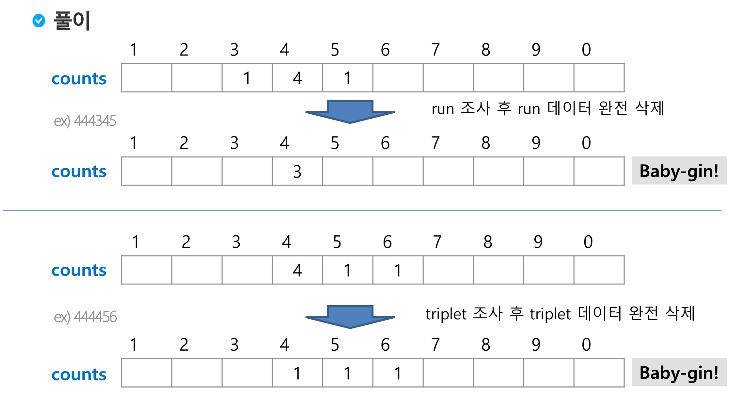 풀이
1 2 3 4 5 6 7 8 9 0
counts 1 4 1
ex) 444345
run 조사 후 run 데이터 완전 삭제
1 2 3 4 5 6 7 8 9 0
counts 3 Baby-gin!
1 2 3 4 5 6 7 8 9 0
counts 4 1 1
ex) 444456
triplet 조사 후 triplet 데이터 완전 삭제
1 2 3 4 5 6 7 8 9 0
counts 1 1 1 Baby-gin!